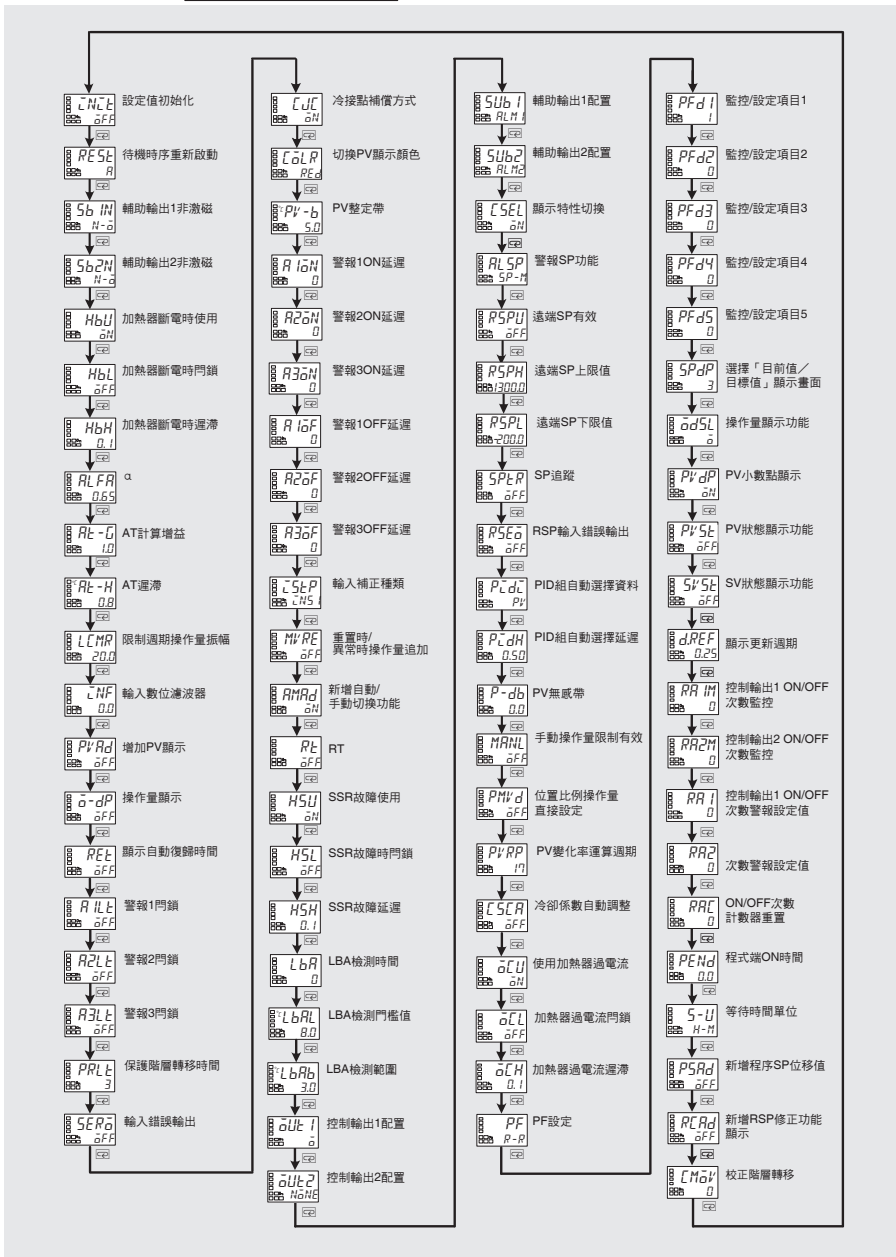 INIT
OFF
設定值初始化
REST
A
待機時序重新啟動
Sb1N
N-O
輔助輸出1非激磁
Sb2N
N-O
輔助輸出2非激磁
HbU
ON
加熱器斷電時使用
HbL
OFF
加熱器斷電時閂鎖
HbH
0.1
加熱器斷電時遲滯
ALFA
0.65
α
At-G
1.0
AT計算增益
°C
At-H
0.8
AT遲滯
LCMR
20.0
限制週期操作量振幅
INF
0.0
輸入數位濾波器
PVAd
OFF
增加PV顯示
O-dP
OFF
操作量顯示
REt
OFF
顯示自動復歸時間
A1Lt
OFF
警報1閂鎖
A2Lt
OFF
警報2閂鎖
A3Lt
OFF
警報3閂鎖
PRLt
3
保護階層轉移時間
SERO
OFF
輸入錯誤輸出
CJC
ON
冷接點補償方式
COLR
REd
切換PV顯示顏色
°C
PV-b
5.0
PV整定帶
A1ON
0
警報1ON延遲
A2ON
0
警報2ON延遲
A3ON
0
警報3ON延遲
A1OF
0
警報1OFF延遲
A2OF
0
警報2OFF延遲
A3OF
0
警報3OFF延遲
IStP
INS1
輸入補正種類
MVRE
OFF
重置時/
異常時操作量追加
AMAd
ON
新增自動/
手動切換功能
Rt
OFF
RT
HSU
ON
SSR故障使用
HSL
OFF
SSR故障時閂鎖
HSH
0.1
SSR故障延遲
LbA
0
LBA檢測時間
°C
LbAL
8.0
LBA檢測門檻值
°C
LbAb
3.0
LBA檢測範圍
OUt1
O
控制輸出1配置
OUt2
NONE
控制輸出2配置
SUb1
ALM1
輔助輸出1配置
SUb2
ALM2
輔助輸出2配置
CSEL
ON
顯示特性切換
ALSP
SP-M
警報SP功能
RSPU
OFF
遠端SP有效
RSPH
1300.0
遠端SP上限值
RSPL
-200.0
遠端SP下限值
SPtR
OFF
SP追蹤
RSEO
OFF
RSP輸入錯誤輸出
PIdI
PV
PID組自動選擇資料
PIdH
0.50
PID組自動選擇延遲
P-db
0.0
PV無感帶
MANL
OFF
手動操作量限制有效
PMVd
OFF
位置比例操作量
直接設定
PVRP
17
PV變化率運算週期
CSCA
OFF
冷卻係數自動調整
OCU
ON
使用加熱器過電流
OCL
OFF
加熱器過電流閂鎖
OCH
0.1
加熱器過電流遲滯
PF
R-R
PF設定
PFd1
1
監控/設定項目1
PFd2
0
監控/設定項目2
PFd3
0
監控/設定項目3
PFd4
0
監控/設定項目4
PFd5
0
監控/設定項目5
SPdP
3
選擇「目前值／
目標值」顯示畫面
OdSL
O
操作量顯示功能
PVdP
ON
PV小數點顯示
PVSt
OFF
PV狀態顯示功能
SVSt
OFF
SV狀態顯示功能
d.REF
0.25
顯示更新週期
RA1M
0
控制輸出1 ON/OFF
次數監控
RA2M
0
控制輸出2 ON/OFF
次數監控
RA1
0
控制輸出1 ON/OFF
次數警報設定值
RA2
0
次數警報設定值
RAC
0
ON/OFF次數
計數器重置
PENd
0.0
程式端ON時間
S-U
H-M
等待時間單位
PSAd
OFF
新增程序SP位移值
RCAd
OFF
新增RSP修正功能
顯示
CMOV
0
校正階層轉移